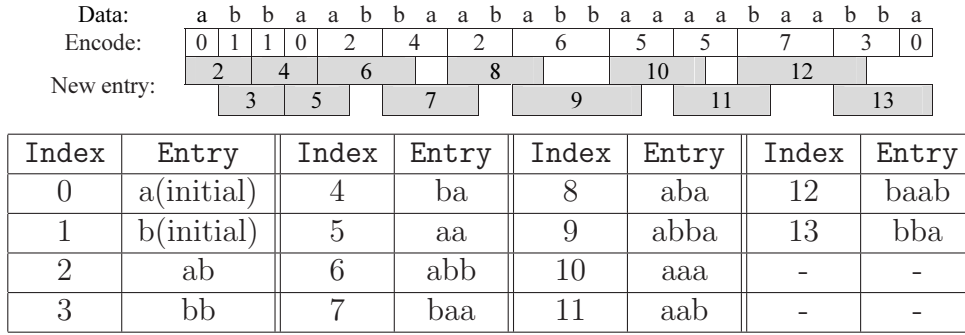 Data: a b b a a b b a a b a b b a a a a b a a b b a
Encode: 0 1 1 0 2 4 2 6 5 5 7 3 0
New entry: 2 4 6 8 10 12
3 5 7 9 11 13
Index Entry Index Entry Index Entry Index Entry
0 a(initial) 4 ba 8 aba 12 baab
1 b(initial) 5 aa 9 abba 13 bba
2 ab 6 abb 10 aaa - -
3 bb 7 baa 11 aab - -